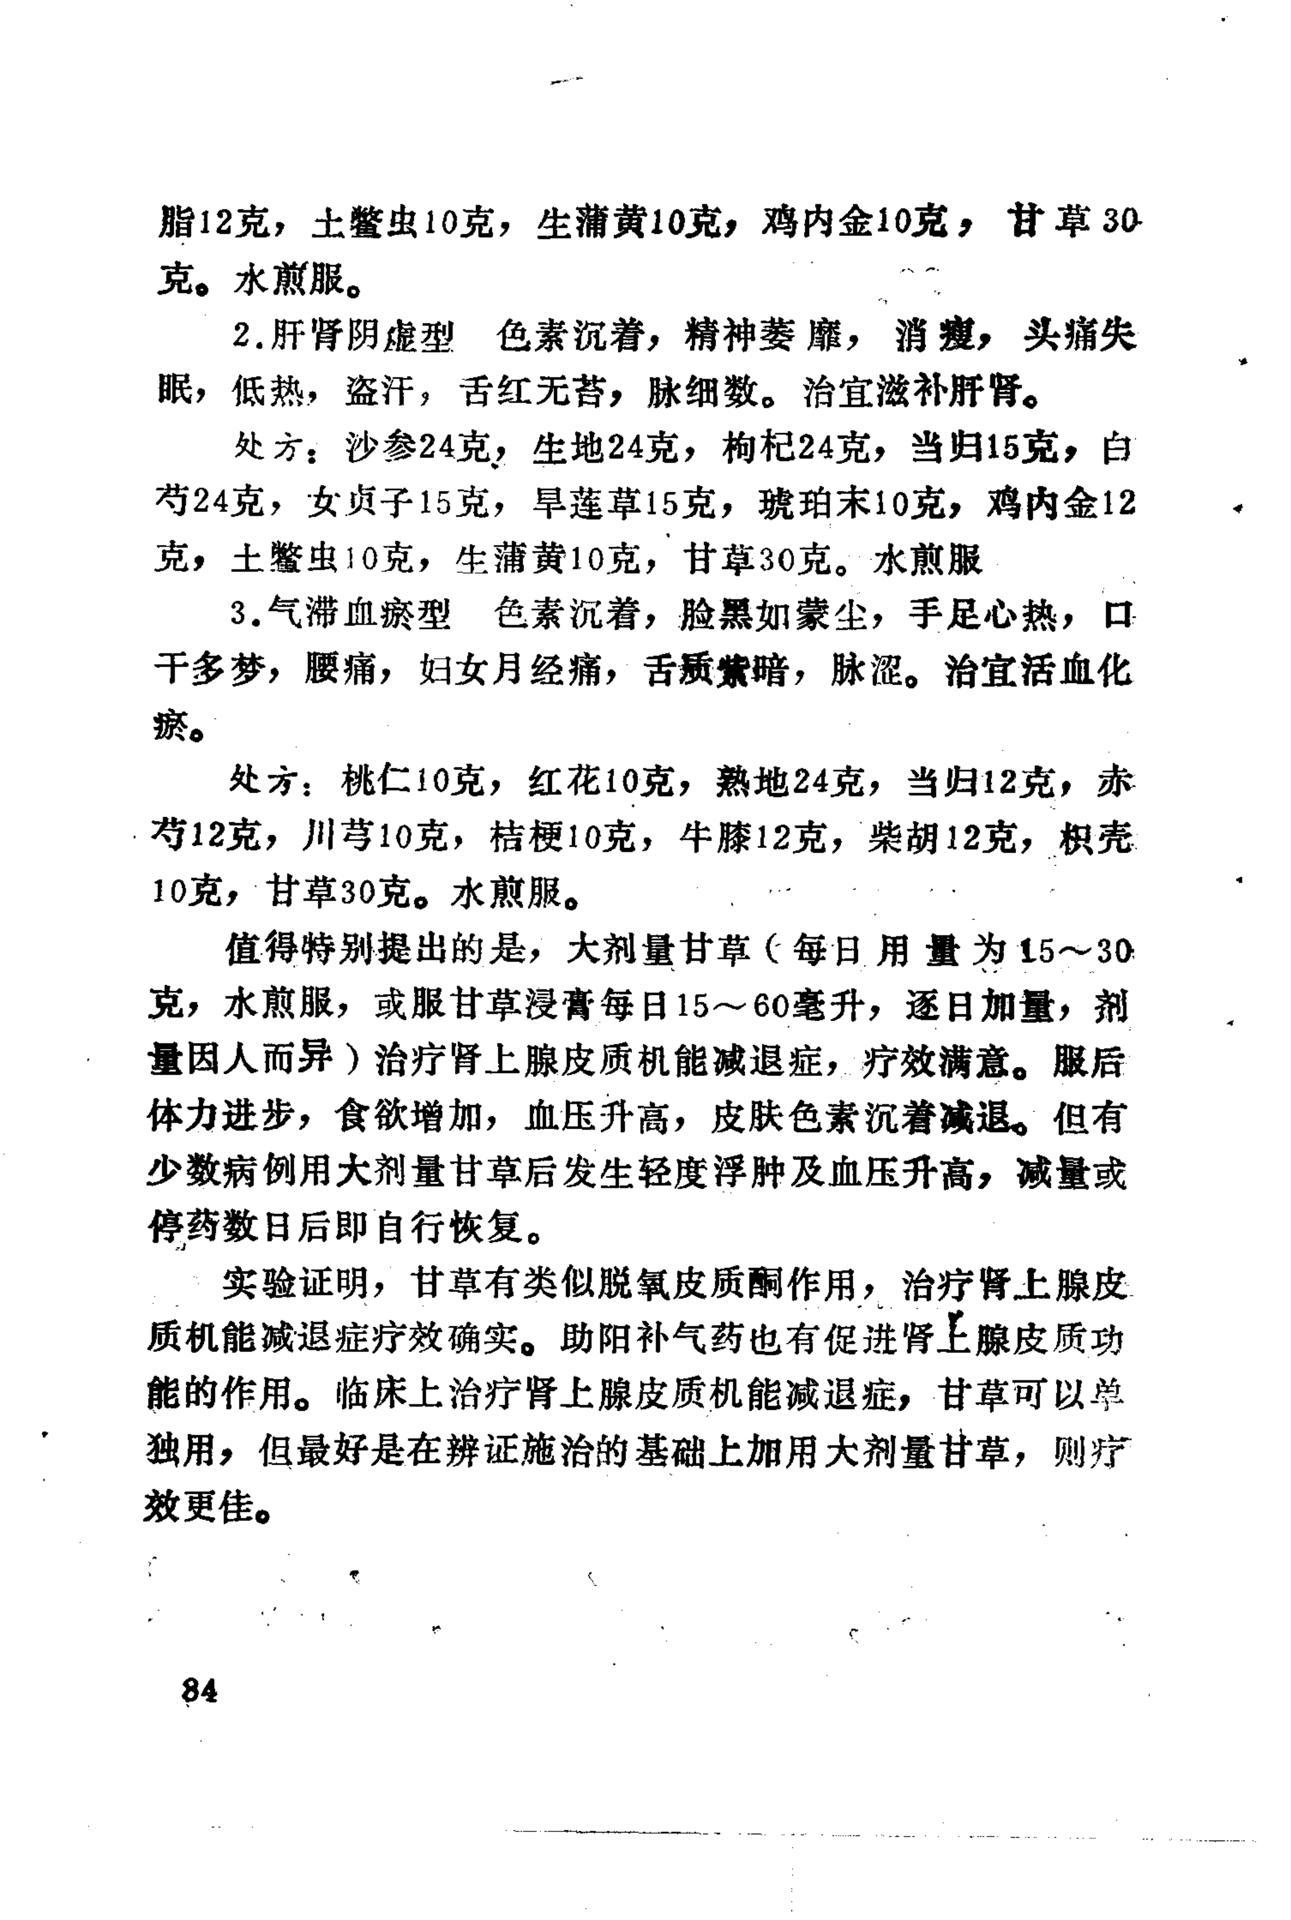 脂12克，土鳖虫10克，生蒲黄10克，鸡内金10克，甘草30
克。水煎服。
2.肝肾阴虚型　色素沉着，精神萎靡，消瘦，头痛失
眠，低热，盗汗，舌红无苔，脉细数。治宜滋补肝肾。
处方：沙参24克，生地24克，枸杞24克，当归15克，白
芍24克，女贞子15克，旱莲草15克，琥珀末10克，鸡内金12
克，土鳖虫10克，生蒲黄10克，甘草30克。水煎服
3.气滞血瘀型　色素沉着，脸黑如蒙尘，手足心热，口
干多梦，腰痛，妇女月经痛，舌质紫暗，脉涩。治宜活血化
瘀。
处方：桃仁10克，红花10克，熟地24克，当归12克，赤
芍12克，川芎10克，桔梗10克，牛膝12克，柴胡12克，枳壳
10克，甘草30克。水煎服。
值得特别提出的是，大剂量甘草（每日用量为15～30
克，水煎服，或服甘草浸膏每日15～60毫升，逐日加量，剂
量因人而异）治疗肾上腺皮质机能减退症，疗效满意。服后
体力进步，食欲增加，血压升高，皮肤色素沉着减退。但有
少数病例用大剂量甘草后发生轻度浮肿及血压升高，减量或
停药数日后即自行恢复。
实验证明，甘草有类似脱氧皮质酮作用，治疗肾上腺皮
质机能减退症疗效确实。助阳补气药也有促进肾上腺皮质功
能的作用。临床上治疗肾上腺皮质机能减退症，甘草可以单
独用，但最好是在辨证施治的基础上加用大剂量甘草，则疗
效更佳。
84